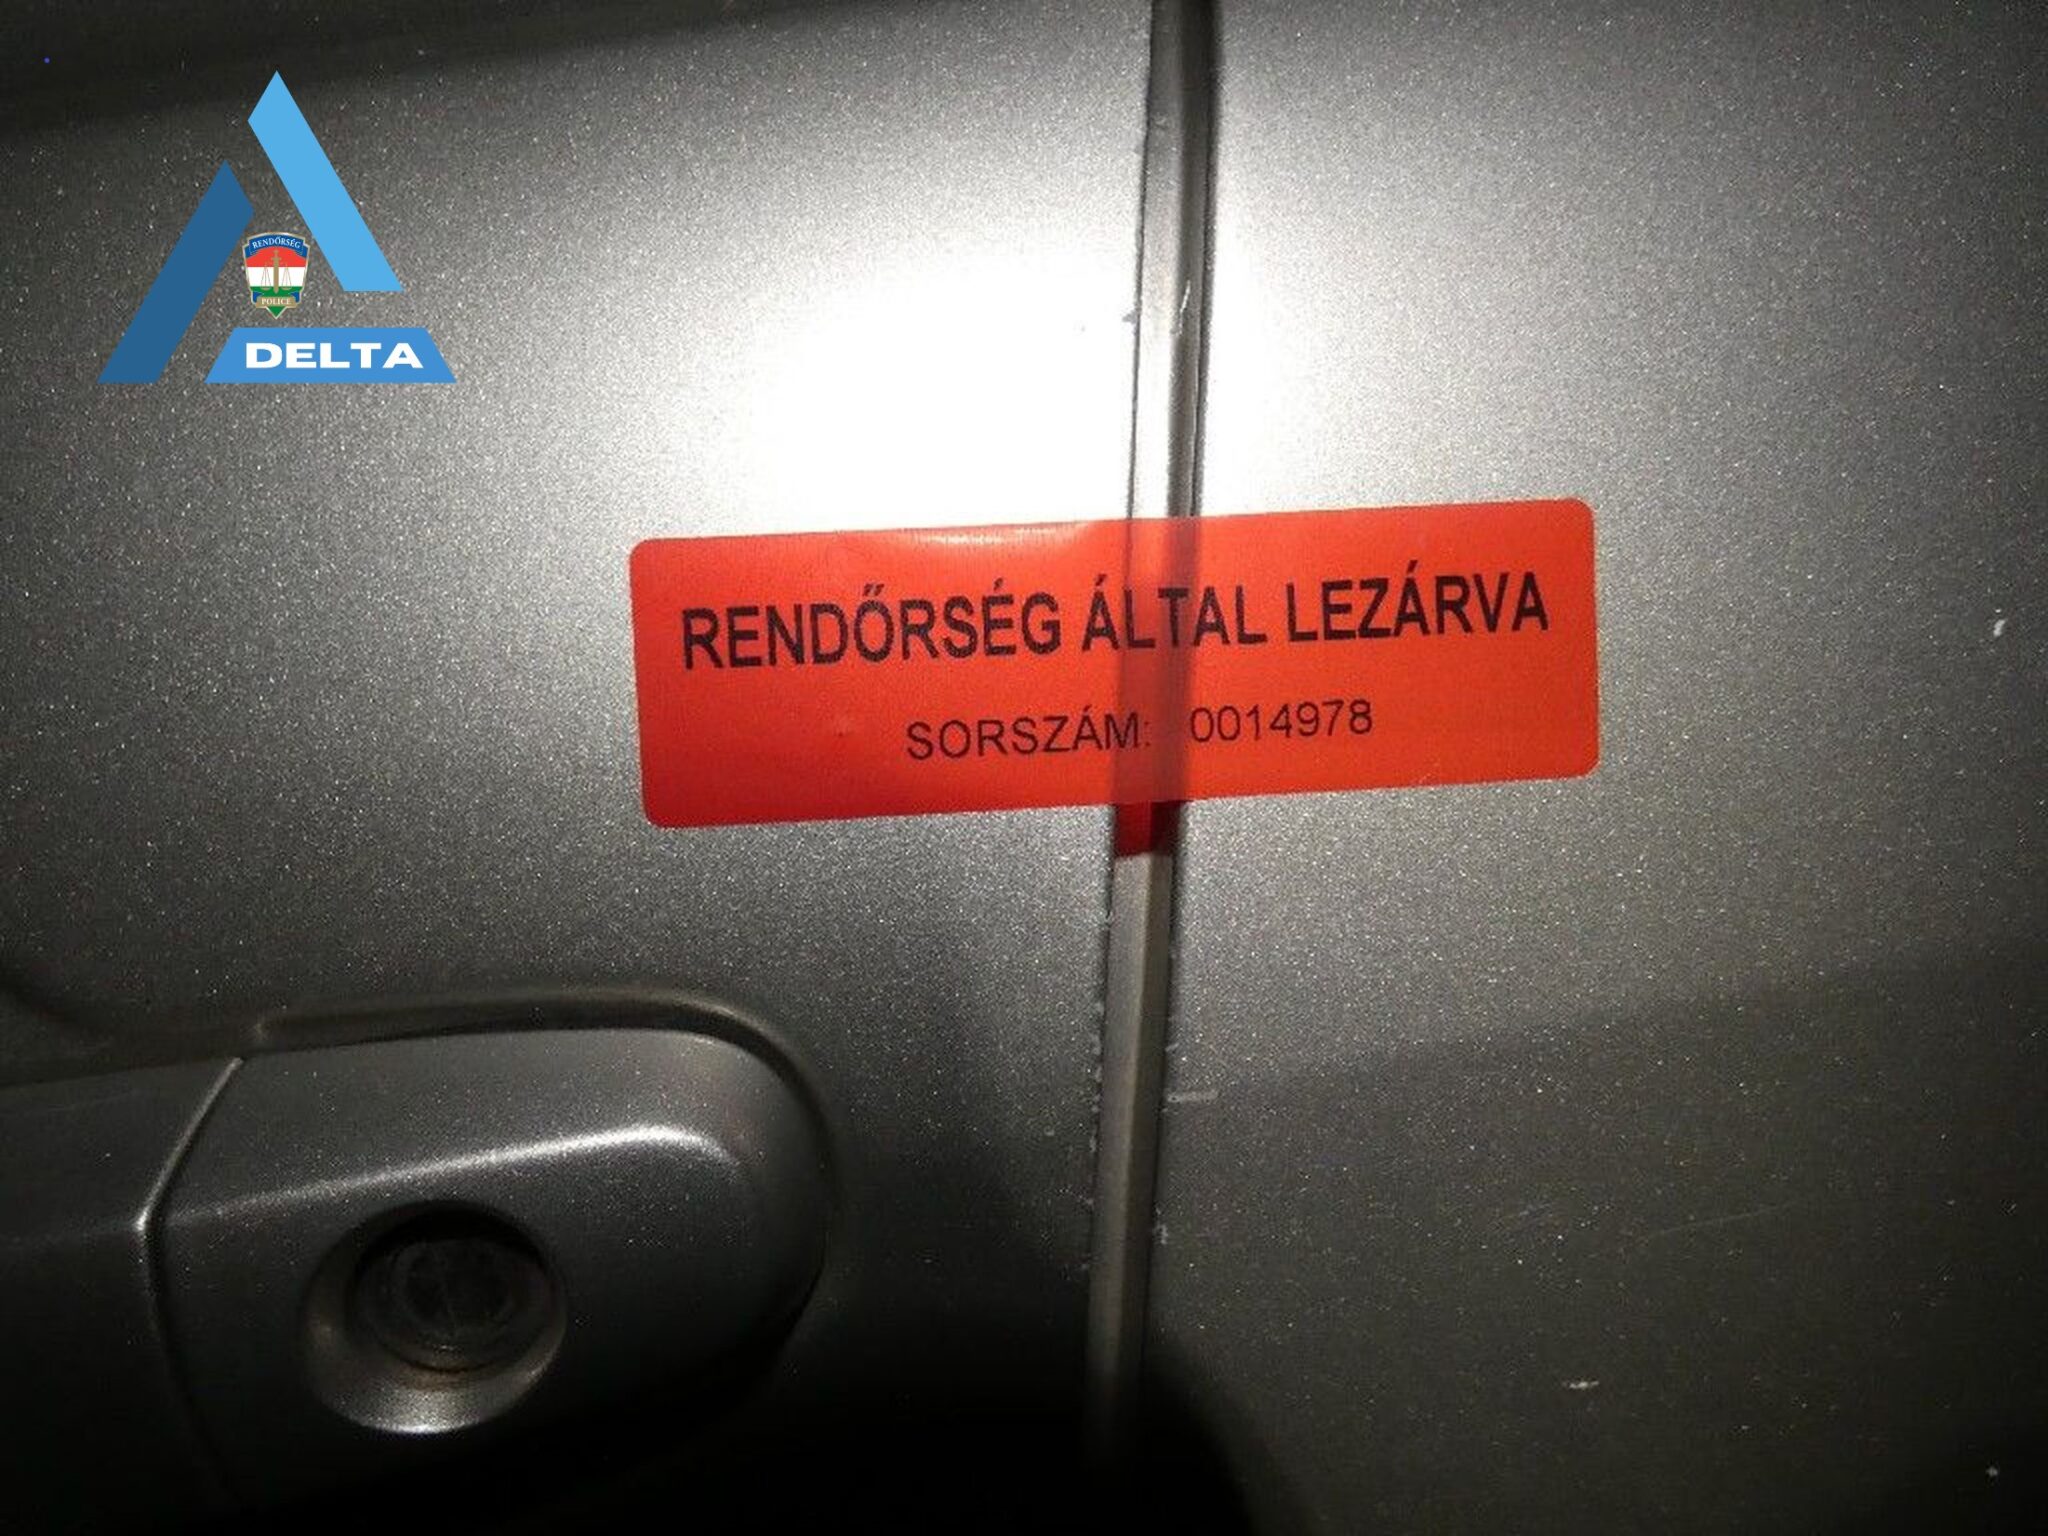 RENDŐRSÉG
POLICE
DELTA
RENDŐRSÉG ÁLTAL LEZÁRVA
SORSZÁM: 0014978